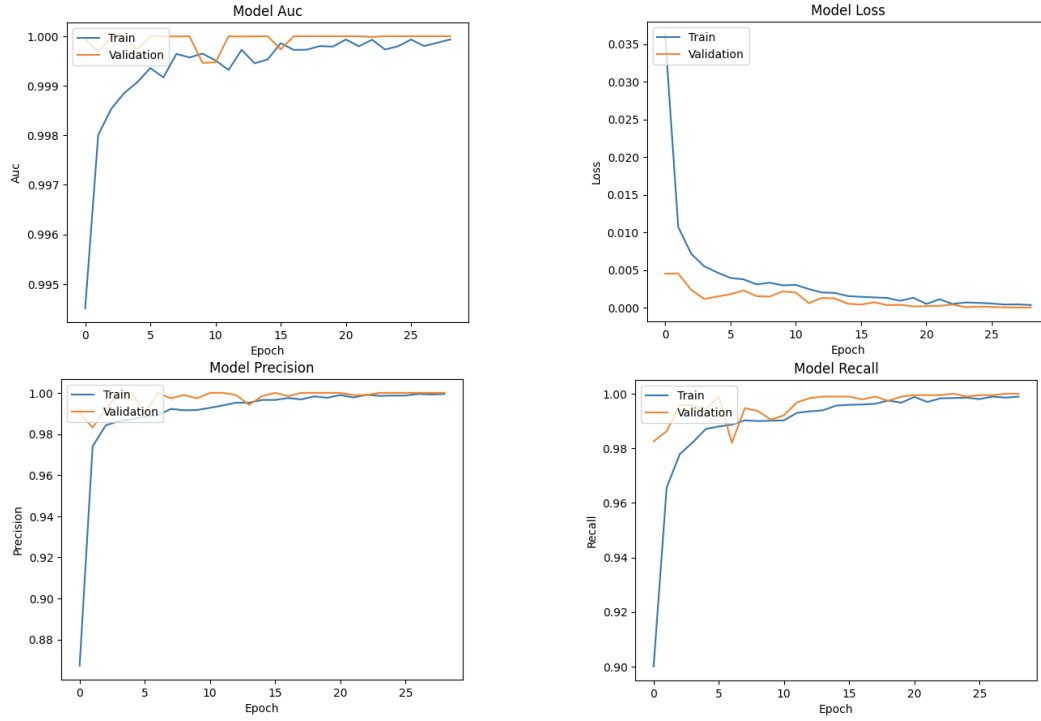 Model Auc
1.000
0.999
0.998
0.997
0.996
0.995
Auc
Train
Validation
0 5 10 15 20 25
Epoch
Model Loss
0.035
0.030
0.025
0.020
0.015
0.010
0.005
0.000
Loss
Train
Validation
0 5 10 15 20 25
Epoch
Model Precision
1.00
0.98
0.96
0.94
0.92
0.90
0.88
Precision
Train
Validation
0 5 10 15 20 25
Epoch
Model Recall
1.00
0.98
0.96
0.94
0.92
0.90
Recall
Train
Validation
0 5 10 15 20 25
Epoch